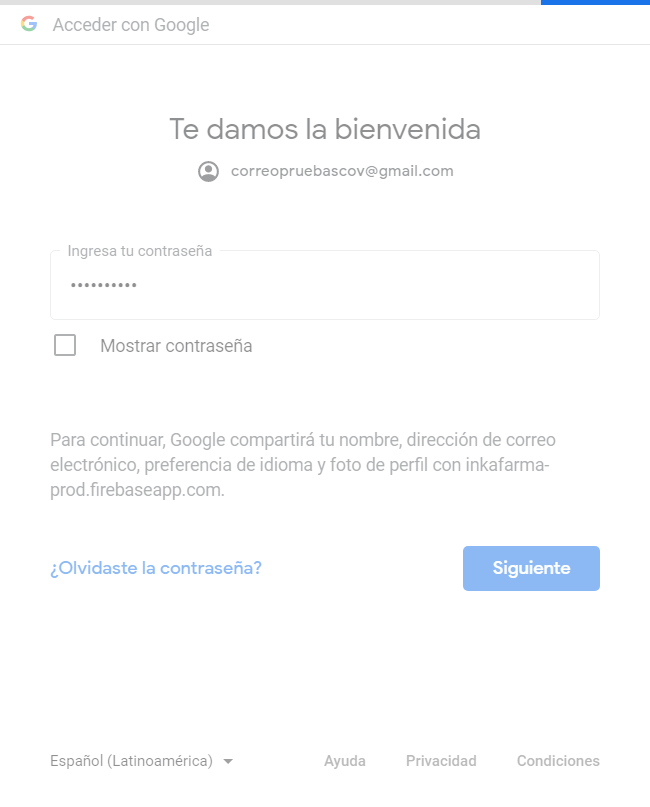 Acceder con Google
Te damos la bienvenida
correopruebascov@gmail.com
Ingresa tu contraseña
••••••••••
Mostrar contraseña
Para continuar, Google compartirá tu nombre, dirección de correo
electrónico, preferencia de idioma y foto de perfil con inkafarma-
prod.firebaseapp.com.
¿Olvidaste la contraseña? Siguiente
Español (Latinoamérica) Ayuda Privacidad Condiciones